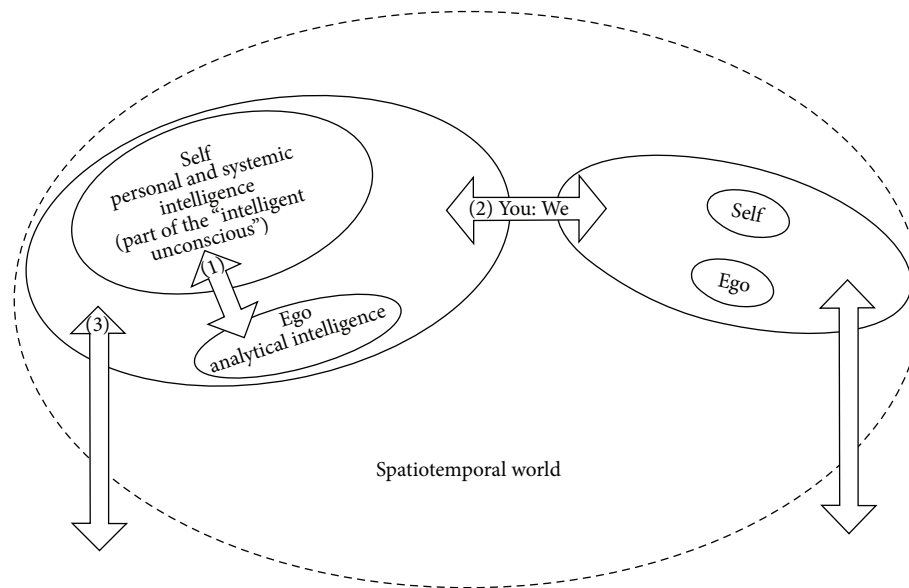 Self
personal and systemic
intelligence
(part of the “intelligent
unconscious”)
(1)
Ego
analytical intelligence
(2) You: We
Self
Ego
(3)
Spatiotemporal world